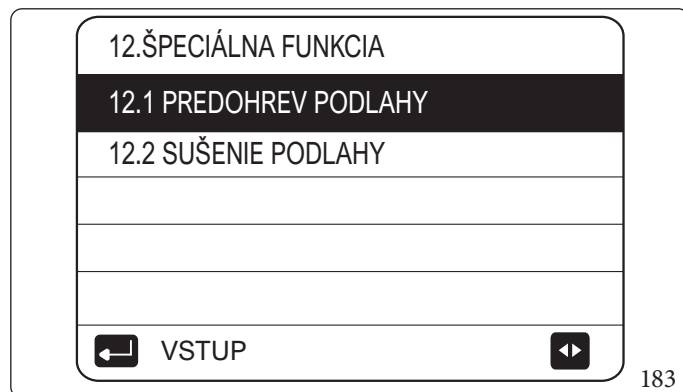 12.ŠPECIÁLNA FUNKCIA
12.1 PREDOHREV PODLAHY
12.2 SUŠENIE PODLAHY
VSTUP
183